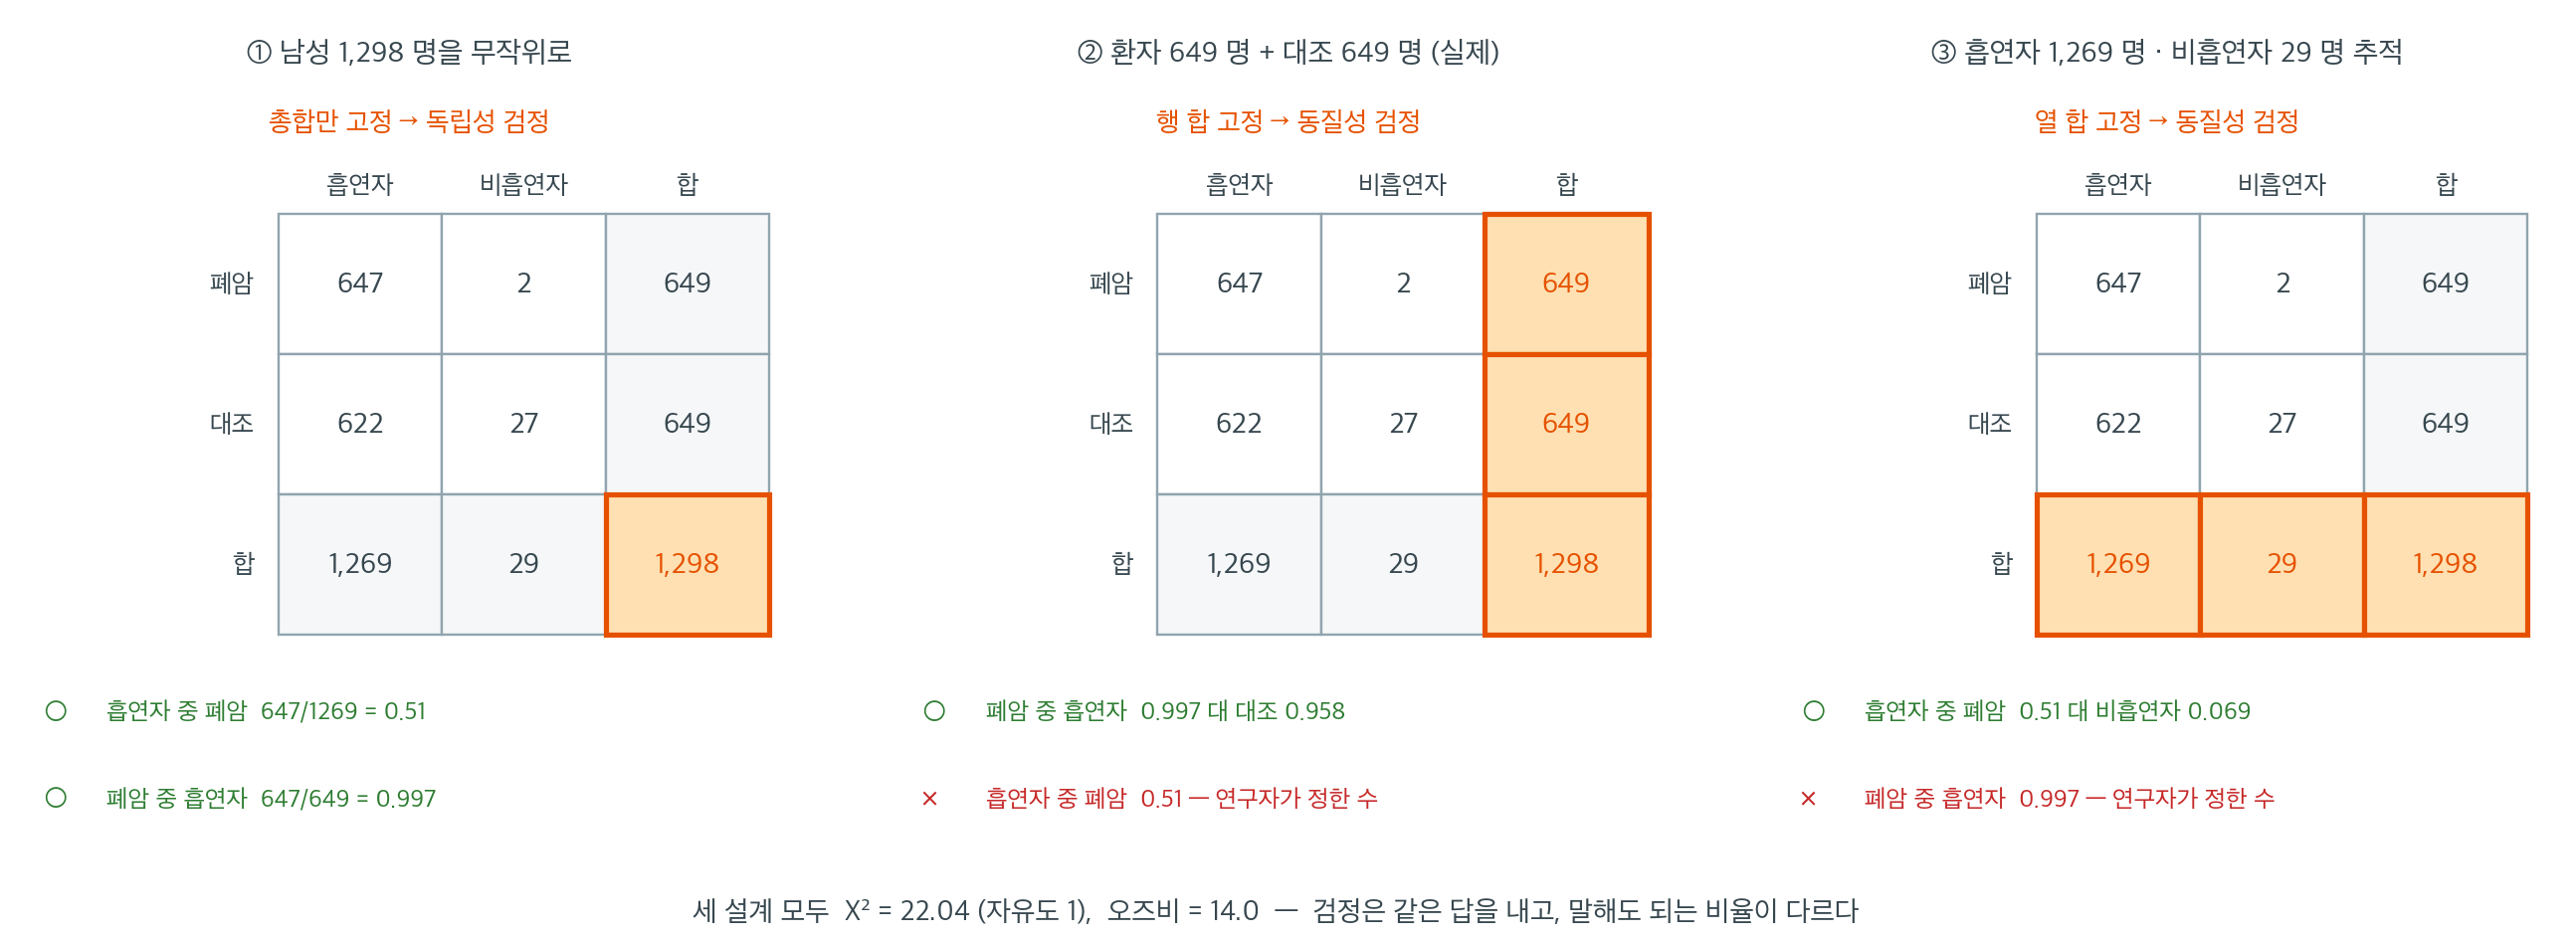 ① 남성 1,298 명을 무작위로
총합만 고정 → 독립성 검정
흡연자 비흡연자 합
폐암 647 2 649
대조 622 27 649
합 1,269 29 1,298
○ 흡연자 중 폐암 647/1269 = 0.51
○ 폐암 중 흡연자 647/649 = 0.997
② 환자 649 명 + 대조 649 명 (실제)
행 합 고정 → 동질성 검정
흡연자 비흡연자 합
폐암 647 2 649
대조 622 27 649
합 1,269 29 1,298
○ 폐암 중 흡연자 0.997 대 대조 0.958
× 흡연자 중 폐암 0.51 — 연구자가 정한 수
③ 흡연자 1,269 명 · 비흡연자 29 명 추적
열 합 고정 → 동질성 검정
흡연자 비흡연자 합
폐암 647 2 649
대조 622 27 649
합 1,269 29 1,298
○ 흡연자 중 폐암 0.51 대 비흡연자 0.069
× 폐암 중 흡연자 0.997 — 연구자가 정한 수
세 설계 모두 X² = 22.04 (자유도 1), 오즈비 = 14.0 — 검정은 같은 답을 내고, 말해도 되는 비율이 다르다